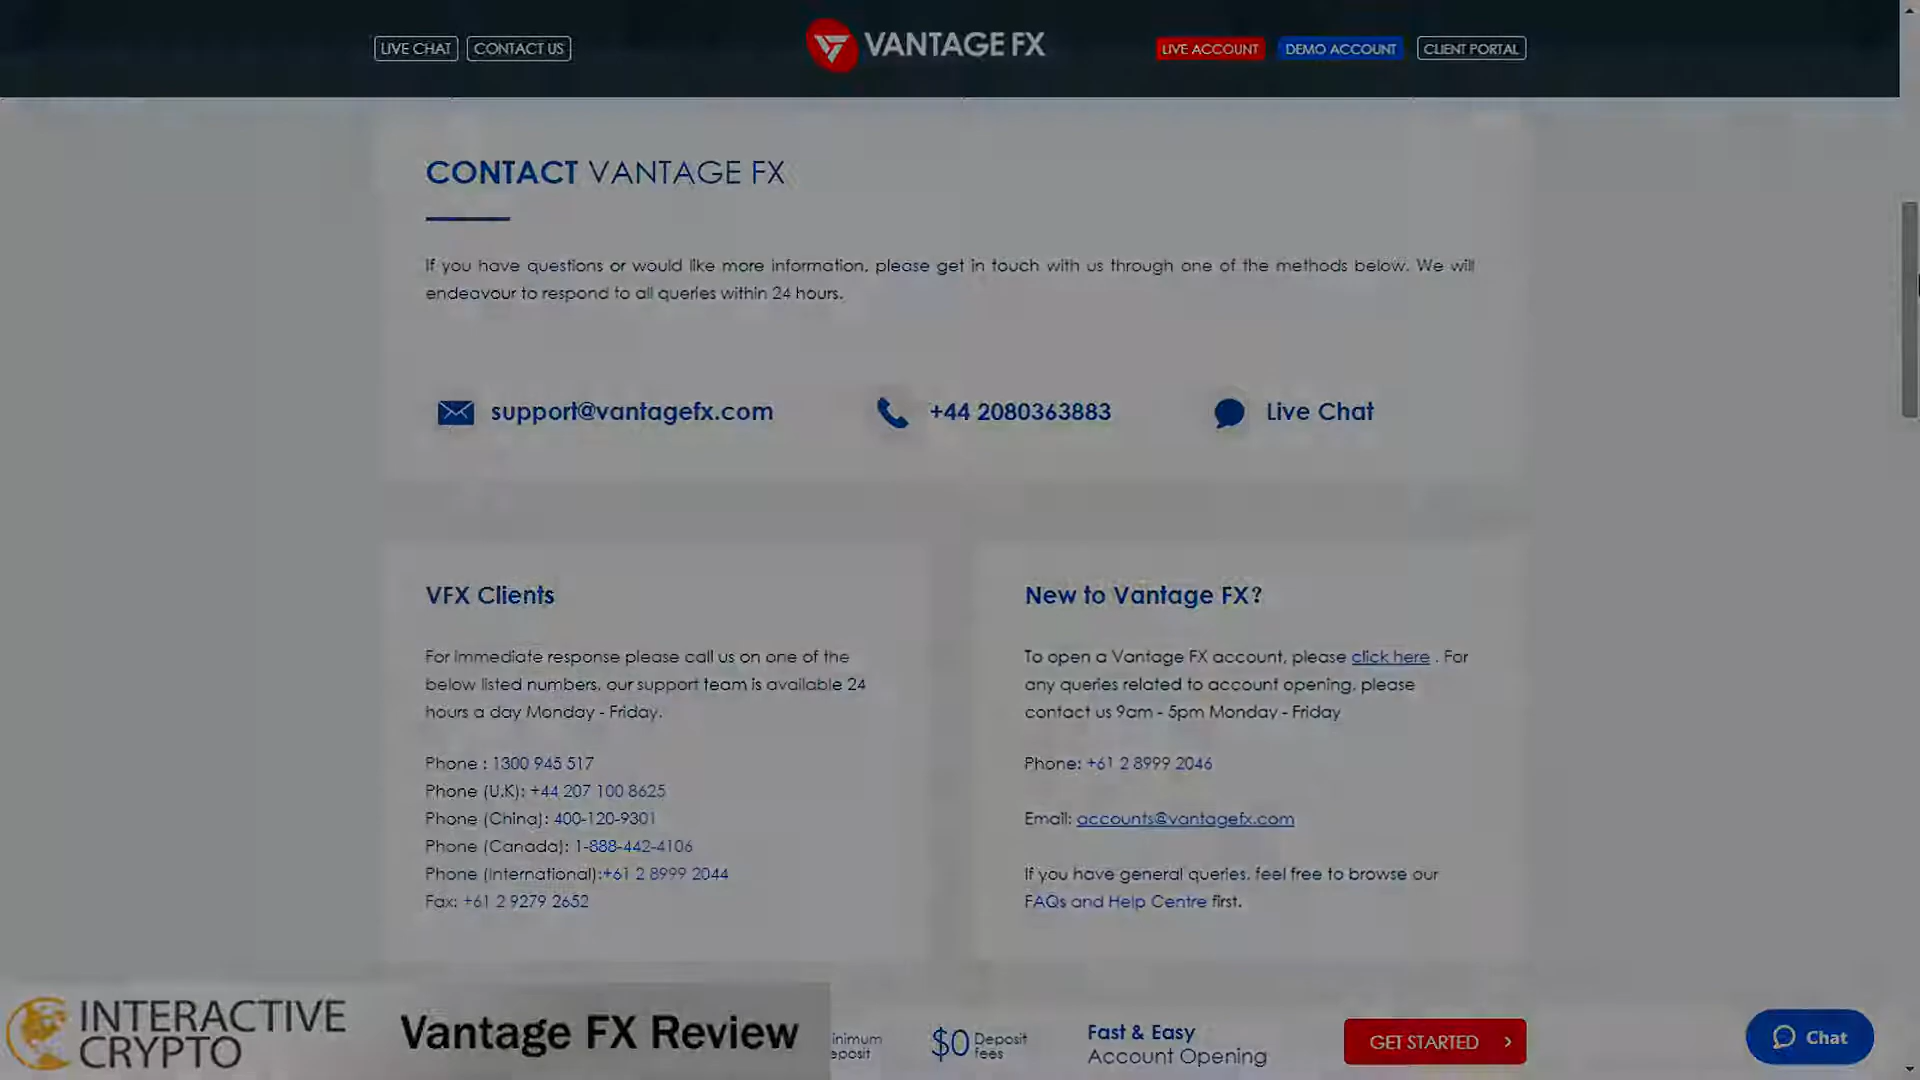 LIVE CHAT
CONTACT US
VANTAGE FX
LIVE ACCOUNT
DEMO ACCOUNT
CLIENT PORTAL
CONTACT VANTAGE FX
If you have questions or would like more information, please get in touch with us through one of the methods below. We will
endeavour to respond to all queries within 24 hours.
support@vantagefx.com
+44 2080363883
Live Chat
VFX Clients
For immediate response please call us on one of the
below listed numbers, our support team is available 24
hours a day Monday - Friday.
Phone : 1300 945 517
Phone (U.K): +44 207 100 8625
Phone (China): 400-120-9301
Phone (Canada): 1-888-442-4106
Phone (International):+61 2 8999 2044
Fax: +61 2 9279 2652
New to Vantage FX?
To open a Vantage FX account, please click here . For
any queries related to account opening, please
contact us 9am - 5pm Monday - Friday
Phone: +61 2 8999 2046
Email: accounts@vantagefx.com
If you have general queries, feel free to browse our
FAQs and Help Centre first.
INTERACTIVE
CRYPTO
Vantage FX Review
$0 Deposit
fees
Fast & Easy
Account Opening
GET STARTED
Chat